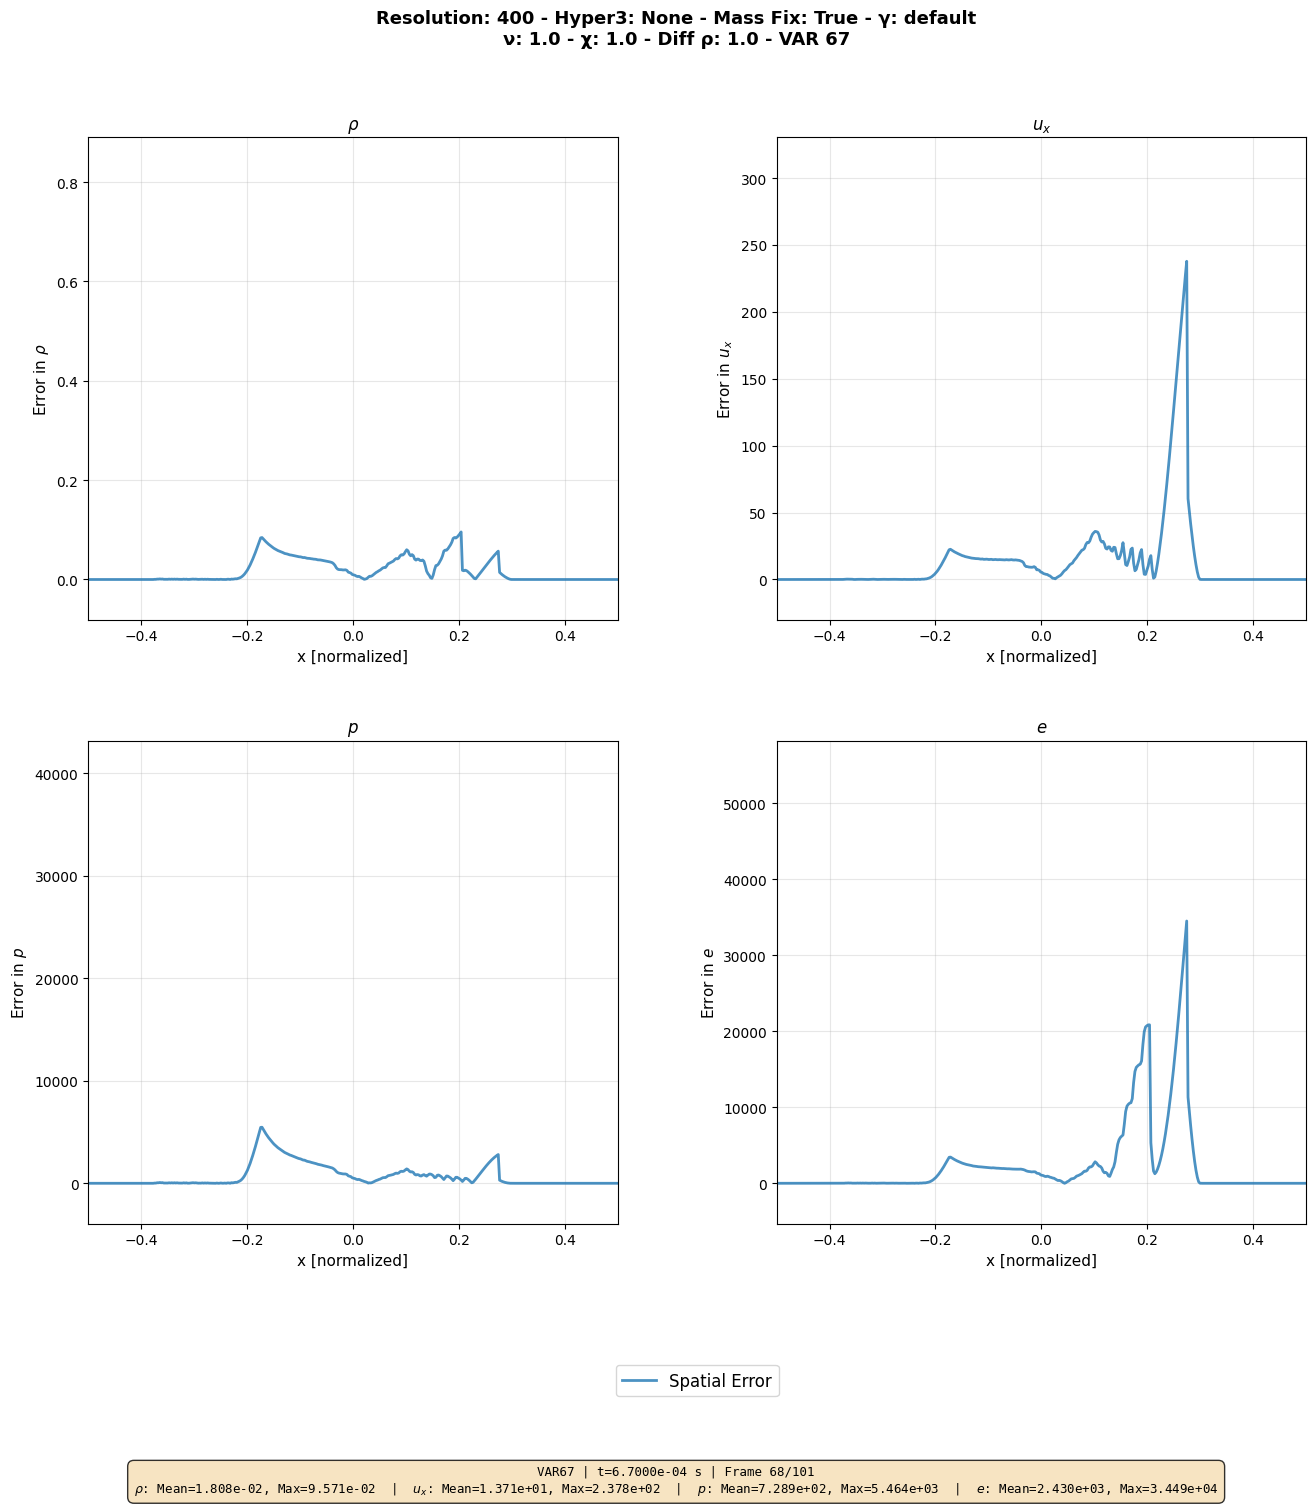 Resolution: 400 - Hyper3: None - Mass Fix: True - γ: default
ν: 1.0 - χ: 1.0 - Diff ρ: 1.0 - VAR 67
ρ
Error in ρ
0.8
0.6
0.4
0.2
0.0
−0.4 −0.2 0.0 0.2 0.4
x [normalized]
u_x
Error in u_x
300
250
200
150
100
50
0
−0.4 −0.2 0.0 0.2 0.4
x [normalized]
p
Error in p
40000
30000
20000
10000
0
−0.4 −0.2 0.0 0.2 0.4
x [normalized]
e
Error in e
50000
40000
30000
20000
10000
0
−0.4 −0.2 0.0 0.2 0.4
x [normalized]
Spatial Error
VAR67 | t=6.7000e-04 s | Frame 68/101
ρ: Mean=1.808e-02, Max=9.571e-02 | u_x: Mean=1.371e+01, Max=2.378e+02 | p: Mean=7.289e+02, Max=5.464e+03 | e: Mean=2.430e+03, Max=3.449e+04